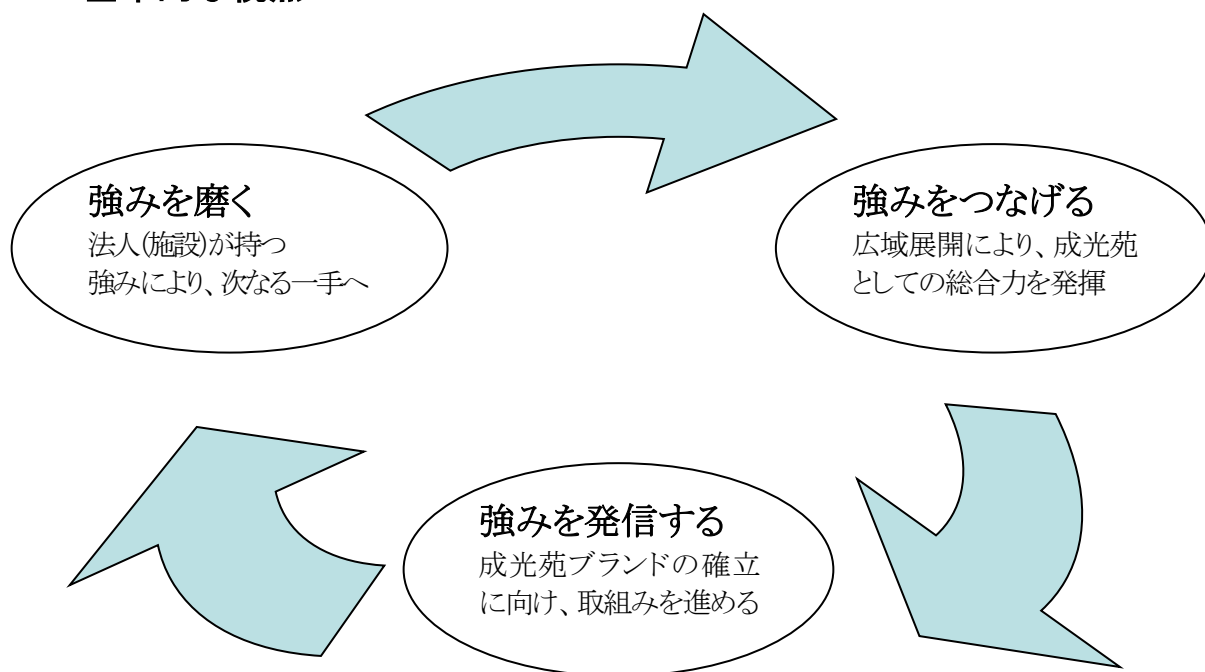 強みを磨く
法人(施設)が持つ
強みにより、次なる一手へ
強みをつなげる
広域展開により、成光苑
としての総合力を発揮
強みを発信する
成光苑ブランドの確立
に向け、取組みを進める